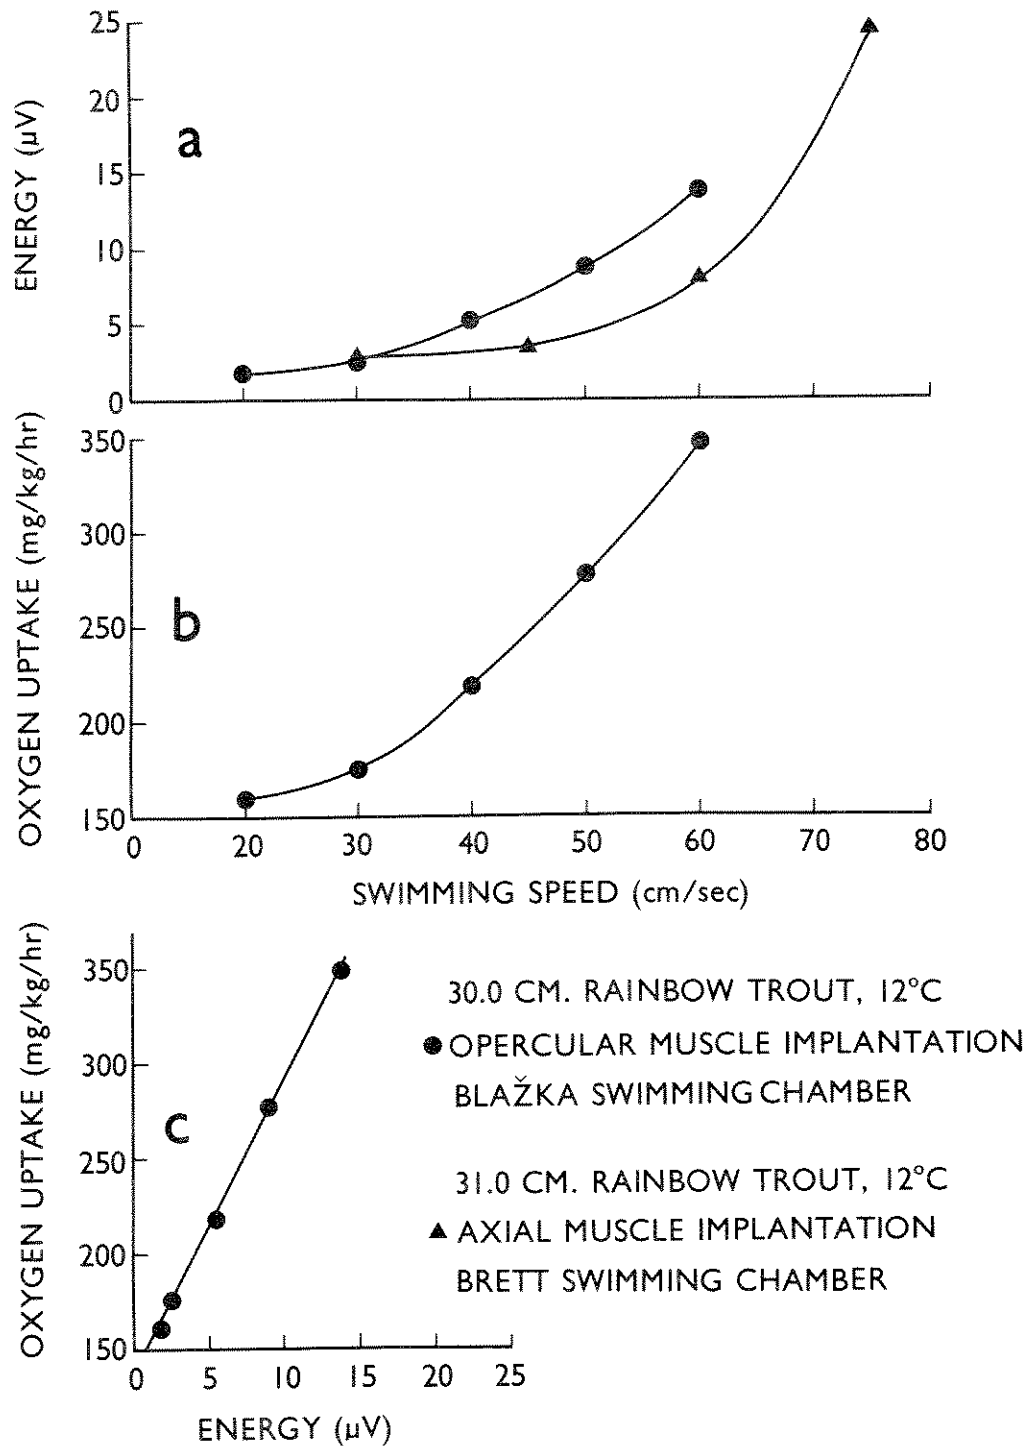 ENERGY (µV)
25
20
15
10
5
0
a
OXYGEN UPTAKE (mg/kg/hr)
350
300
250
200
150
b
0 20 30 40 50 60 70 80
SWIMMING SPEED (cm/sec)
OXYGEN UPTAKE (mg/kg/hr)
350
300
250
200
150
c
0 5 10 15 20 25
ENERGY (µV)
30.0 CM. RAINBOW TROUT, 12°C
OPERCULAR MUSCLE IMPLANTATION
BLAŽKA SWIMMING CHAMBER
31.0 CM. RAINBOW TROUT, 12°C
AXIAL MUSCLE IMPLANTATION
BRETT SWIMMING CHAMBER